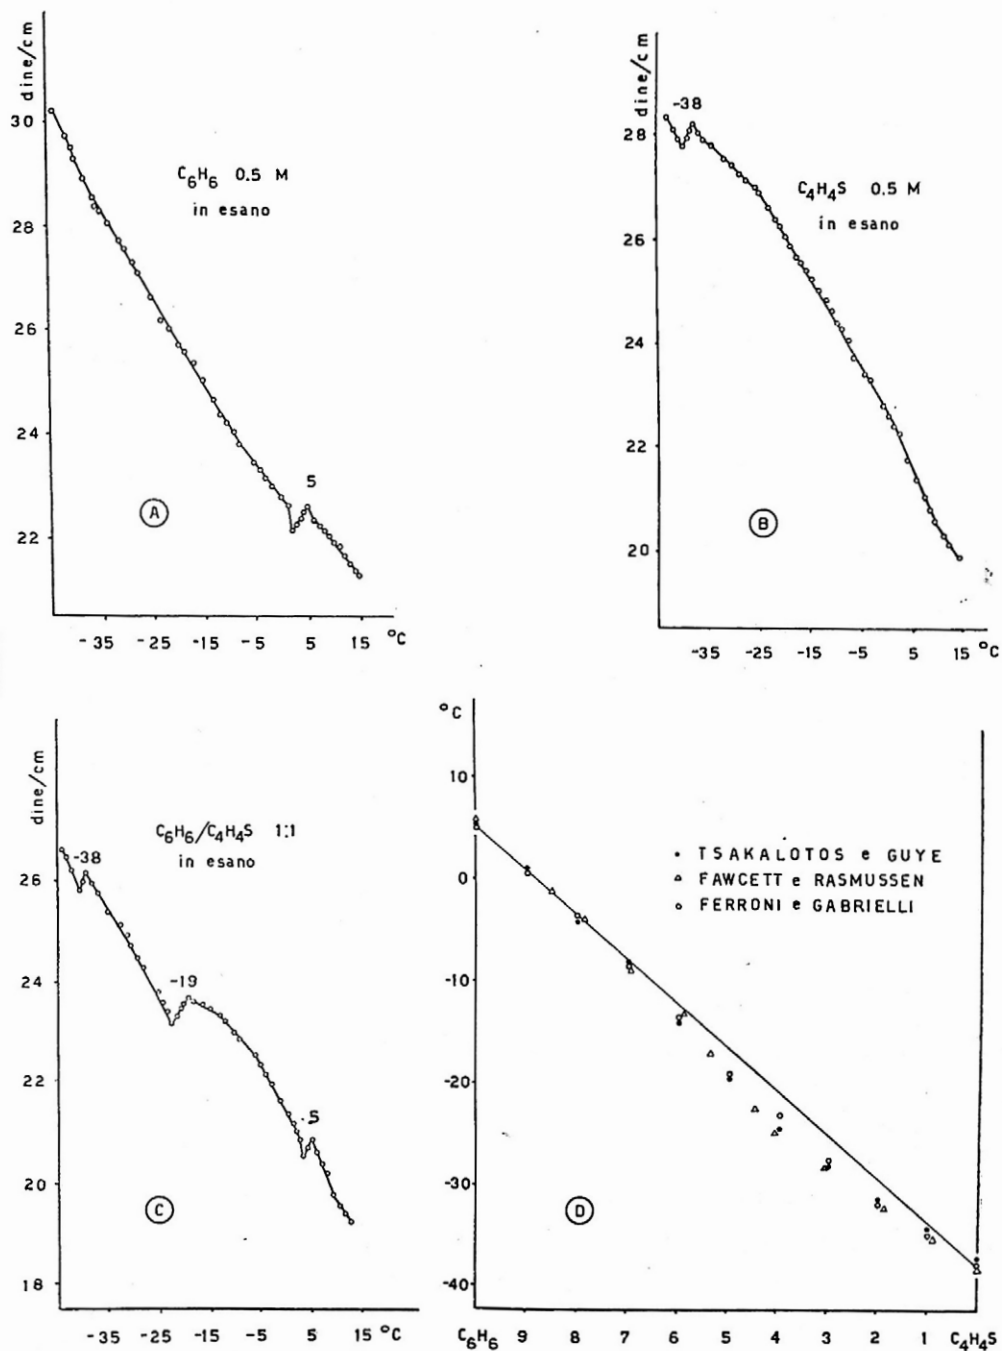 dine/cm
30
28
26
24
22
C₆H₆ 0.5 M
in esano
5
A
-35 -25 -15 -5 5 15 °C
dine/cm
28
26
24
22
20
-38
C₄H₄S 0.5 M
in esano
B
-35 -25 -15 -5 5 15 °C
dine/cm
26
24
22
20
18
C₆H₆/C₄H₄S 1:1
in esano
-38
-19
5
C
-35 -25 -15 -5 5 15 °C
°C
10
0
-10
-20
-30
-40
• TSAKALOTOS e GUYE
△ FAWCETT e RASMUSSEN
○ FERRONI e GABRIELLI
D
C₆H₆ 9 8 7 6 5 4 3 2 1 C₄H₄S